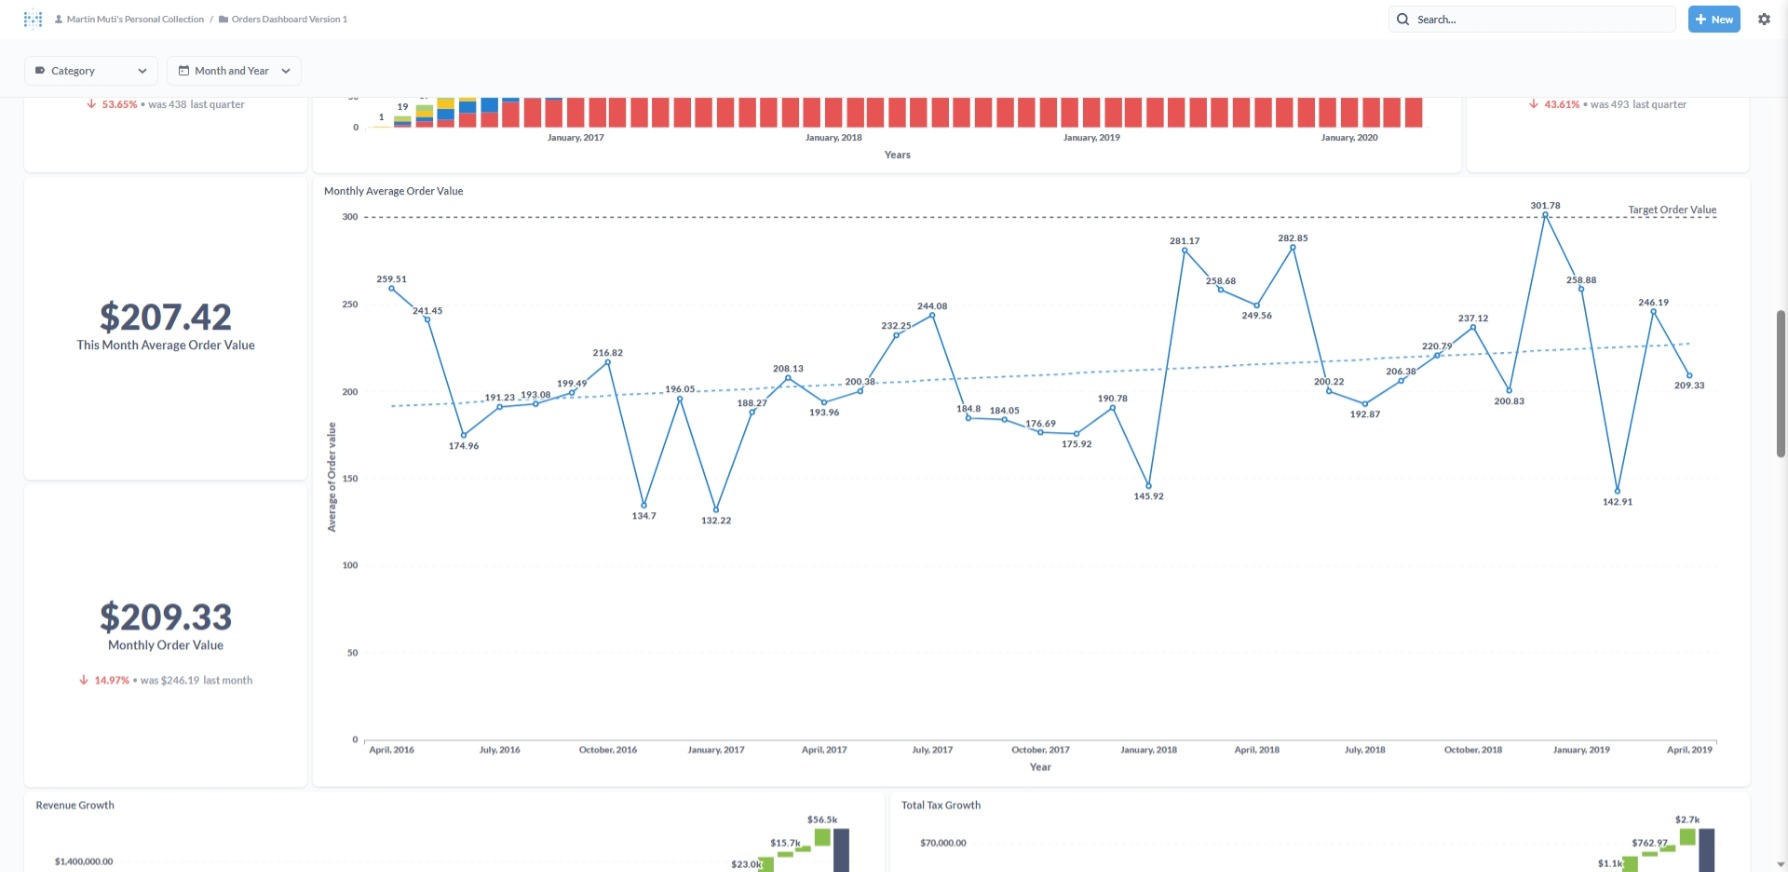 Martin Muti's Personal Collection / Orders Dashboard Version 1
Search...
+ New
Category
Month and Year
53.65% • was 438 last quarter
19
1
0
January, 2017
January, 2018
January, 2019
January, 2020
Years
43.61% • was 493 last quarter
$207.42
This Month Average Order Value
$209.33
Monthly Order Value
14.97% • was $246.19 last month
Monthly Average Order Value
Target Order Value
300
250
200
150
100
50
0
Average of Order value
259.51
241.45
174.96
191.23
193.08
199.49
216.82
134.7
196.05
132.22
188.27
208.13
193.96
200.38
232.25
244.08
184.8
184.05
176.69
175.92
190.78
145.92
281.17
258.68
249.56
282.85
200.22
192.87
206.38
220.79
237.12
200.83
301.78
258.88
142.91
246.19
209.33
April, 2016
July, 2016
October, 2016
January, 2017
April, 2017
July, 2017
October, 2017
January, 2018
April, 2018
July, 2018
October, 2018
January, 2019
April, 2019
Year
Revenue Growth
$1,400,000.00
$23.0k
$15.7k
$56.5k
Total Tax Growth
$70,000.00
$1.1k
$762.97
$2.7k